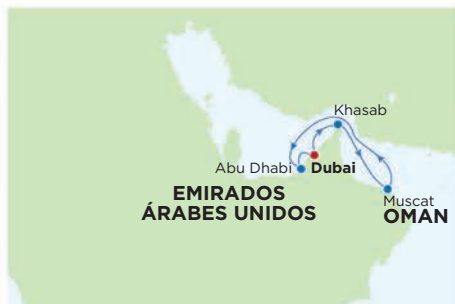 Khasab
Abu Dhabi
Dubai
EMIRADOS
ÁRABES UNIDOS
Muscat
OMAN